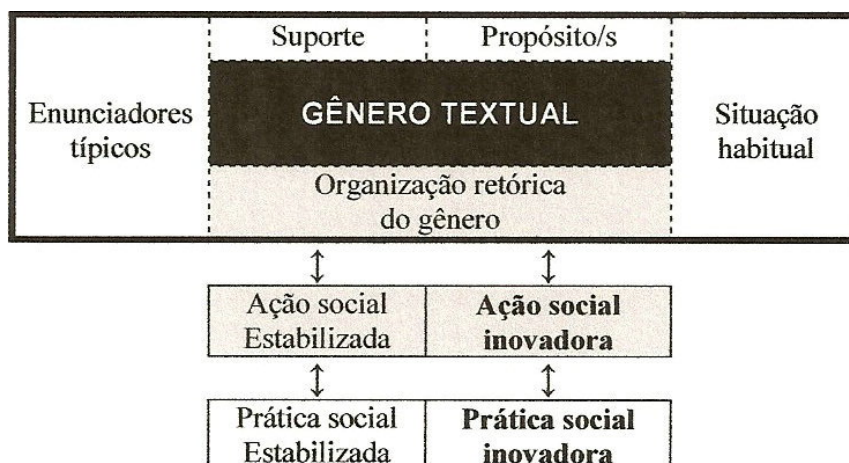 Suporte
Propósito/s
Enunciadores
típicos
GÊNERO TEXTUAL
Situação
habitual
Organização retórica
do gênero
Ação social
Estabilizada
Ação social
inovadora
Prática social
Estabilizada
Prática social
inovadora